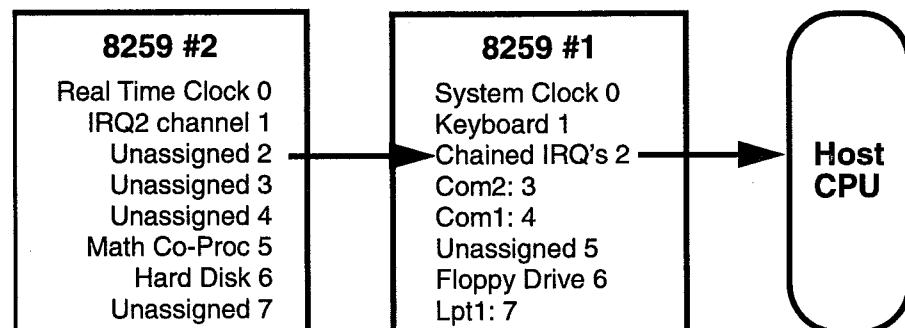 8259 #2
Real Time Clock 0
IRQ2 channel 1
Unassigned 2
Unassigned 3
Unassigned 4
Math Co-Proc 5
Hard Disk 6
Unassigned 7
8259 #1
System Clock 0
Keyboard 1
Chained IRQ's 2
Com2: 3
Com1: 4
Unassigned 5
Floppy Drive 6
Lpt1: 7
Host
CPU